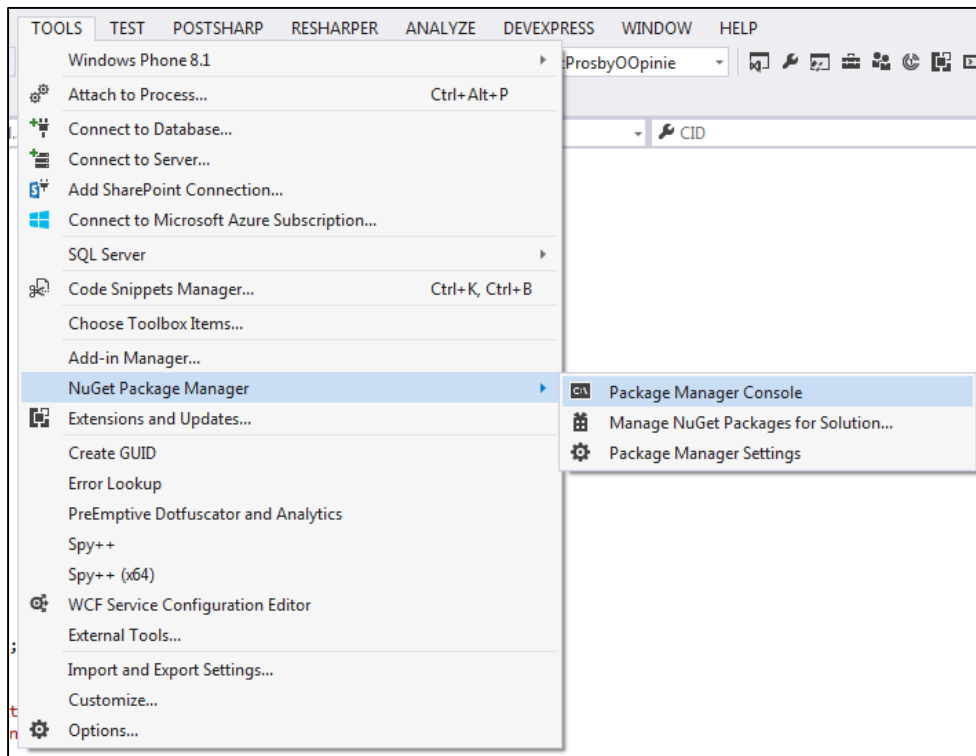 TOOLS TEST POSTSHARP RESHARPER ANALYZE DEVEXPRESS WINDOW HELP
Windows Phone 8.1
ProsbyOOpinie
Attach to Process... Ctrl+Alt+P
Connect to Database...
CID
Connect to Server...
Add SharePoint Connection...
Connect to Microsoft Azure Subscription...
SQL Server
Code Snippets Manager... Ctrl+K, Ctrl+B
Choose Toolbox Items...
Add-in Manager...
NuGet Package Manager
Package Manager Console
Extensions and Updates...
Manage NuGet Packages for Solution...
Create GUID
Package Manager Settings
Error Lookup
PreEmptive Dotfuscator and Analytics
Spy++
Spy++ (x64)
WCF Service Configuration Editor
External Tools...
;
Import and Export Settings...
Customize...
Options...